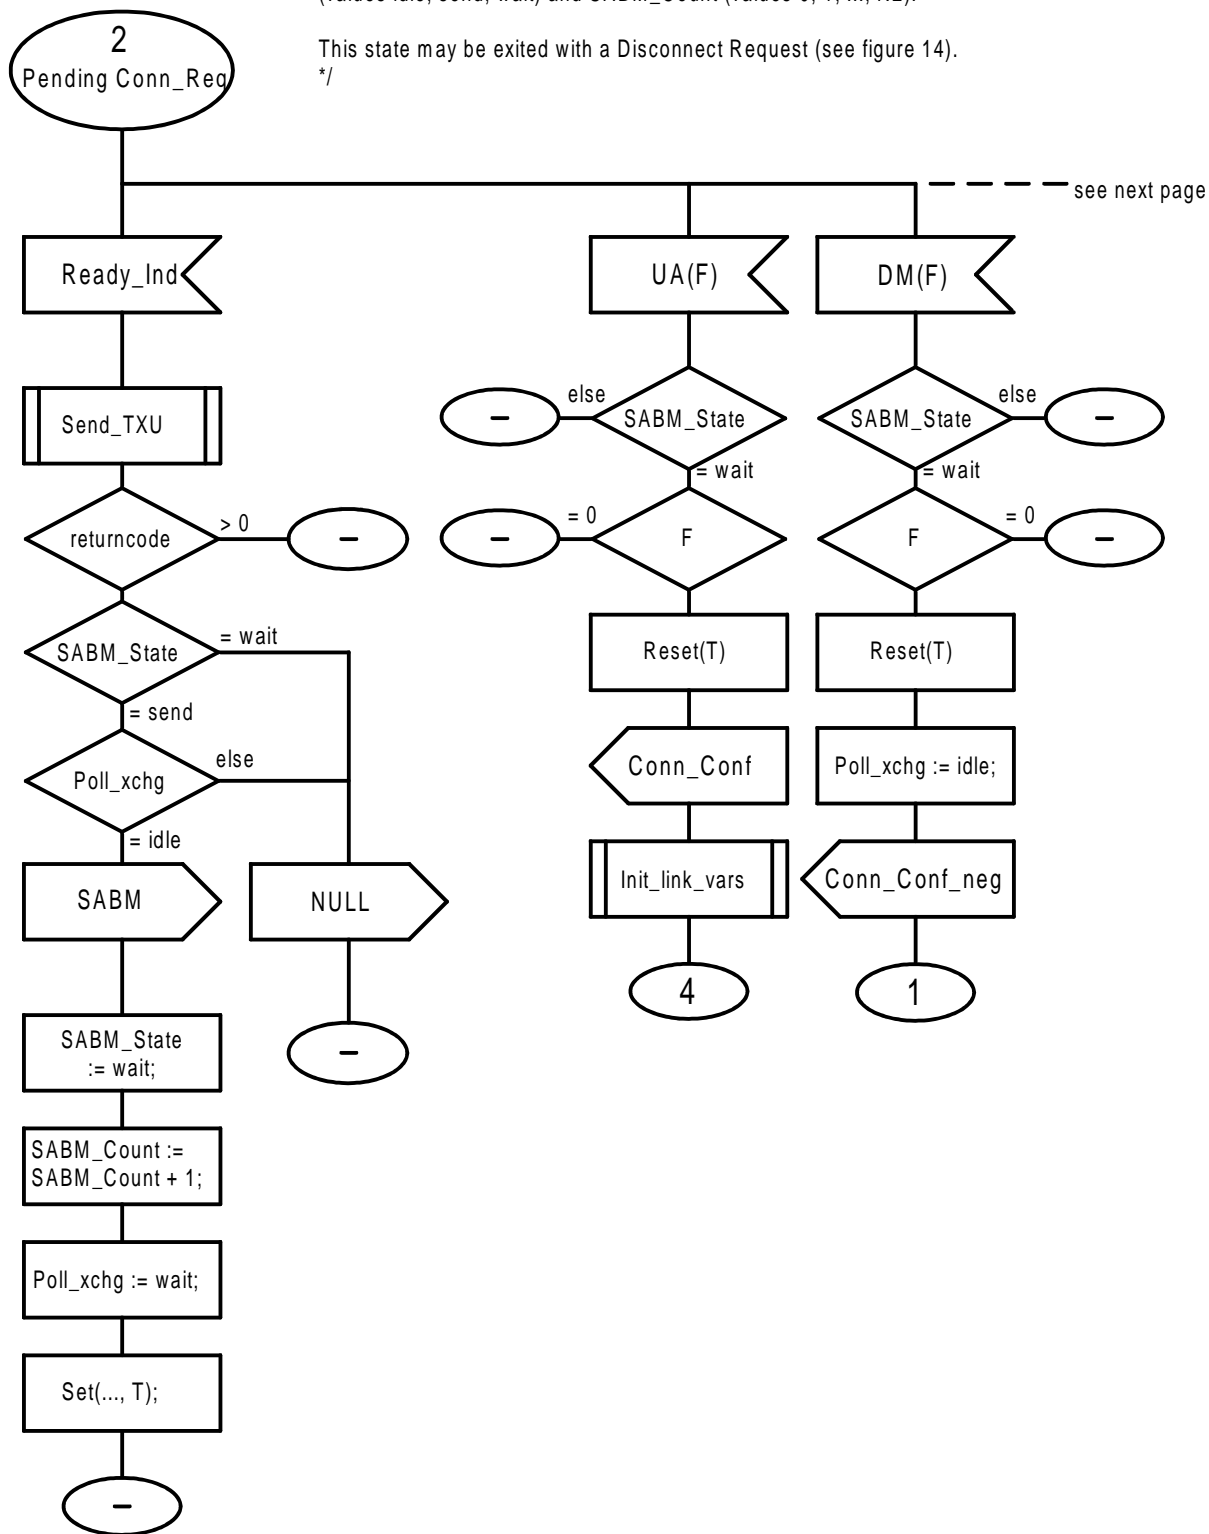 2
Pending Conn_Req
This state may be exited with a Disconnect Request (see figure 14).
*/
see next page
Ready_Ind
UA(F)
DM(F)
Send_TXU
else
SABM_State
SABM_State
else
= wait
= wait
returncode
> 0
= 0
F
F
= 0
SABM_State
= wait
Reset(T)
Reset(T)
= send
Poll_xchg
else
Conn_Conf
Poll_xchg := idle;
= idle
SABM
NULL
Init_link_vars
Conn_Conf_neg
4
1
SABM_State
:= wait;
SABM_Count :=
SABM_Count + 1;
Poll_xchg := wait;
Set(..., T);